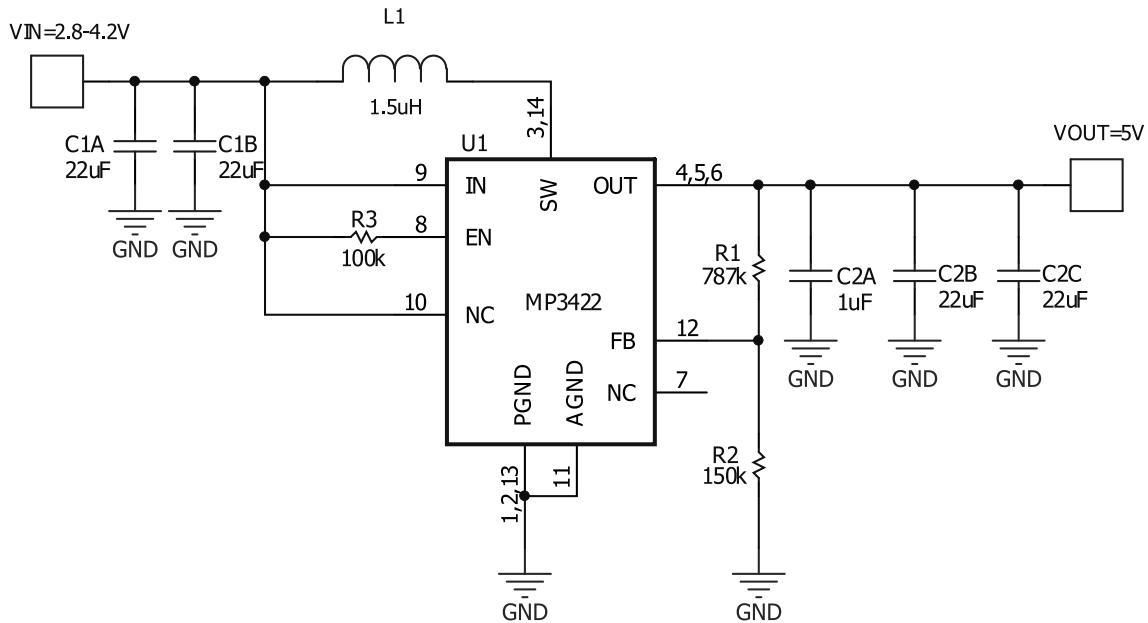 L1
VIN=2.8-4.2V
1.5uH
3,14
VOUT=5V
C1A
22uF
C1B
22uF
U1
9
IN
SW
OUT
4,5,6
GND
GND
R3
100k
8
EN
R1
787k
C2A
1uF
C2B
22uF
C2C
22uF
10
NC
MP3422
FB
12
GND
GND
GND
PGND
AGND
NC
7
R2
150k
1,2,13
11
GND
GND